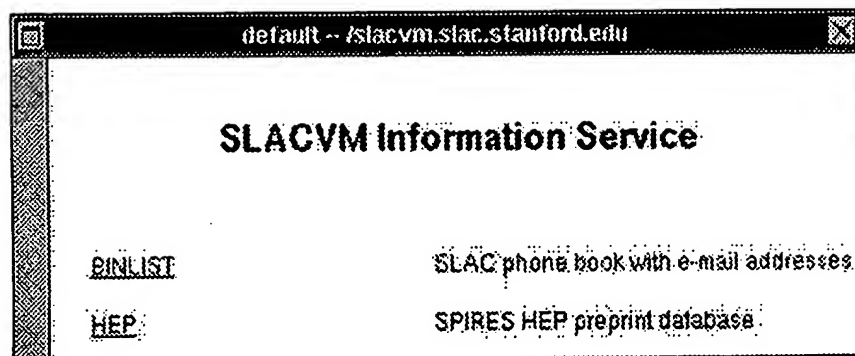 default -- /slacvm.slac.stanford.edu
SLACVM Information Service
BINLIST SLAC phone book with e-mail addresses
HEP SPIRES HEP preprint database